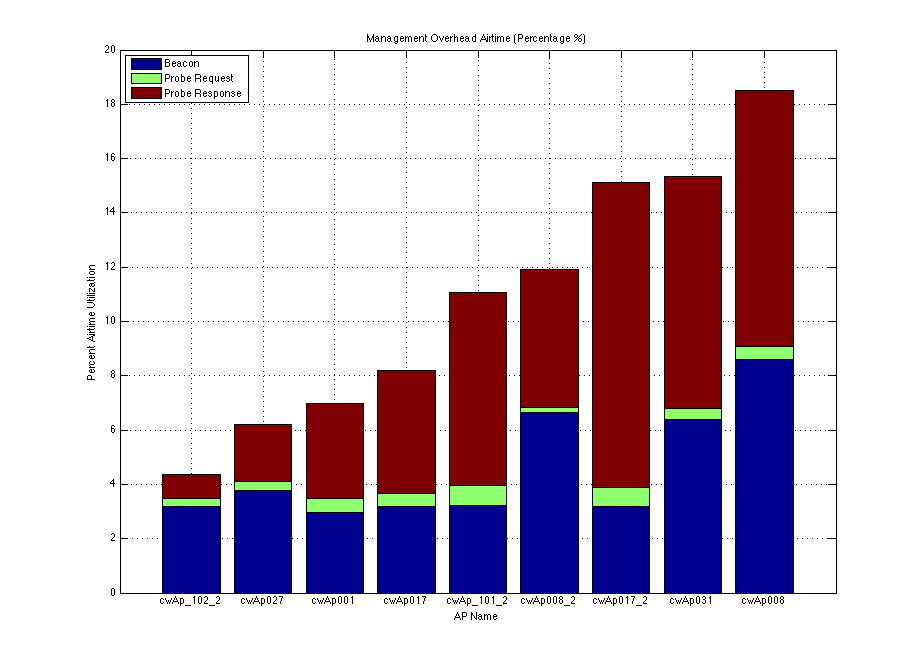 Management Overhead Airtime (Percentage %)
Beacon
Probe Request
Probe Response
20
18
16
14
12
10
8
6
4
2
0
Percent Airtime Utilization
cwAp_102_2 cwAp027 cwAp001 cwAp017 cwAp_101_2 cwAp008_2 cwAp017_2 cwAp031 cwAp008
AP Name